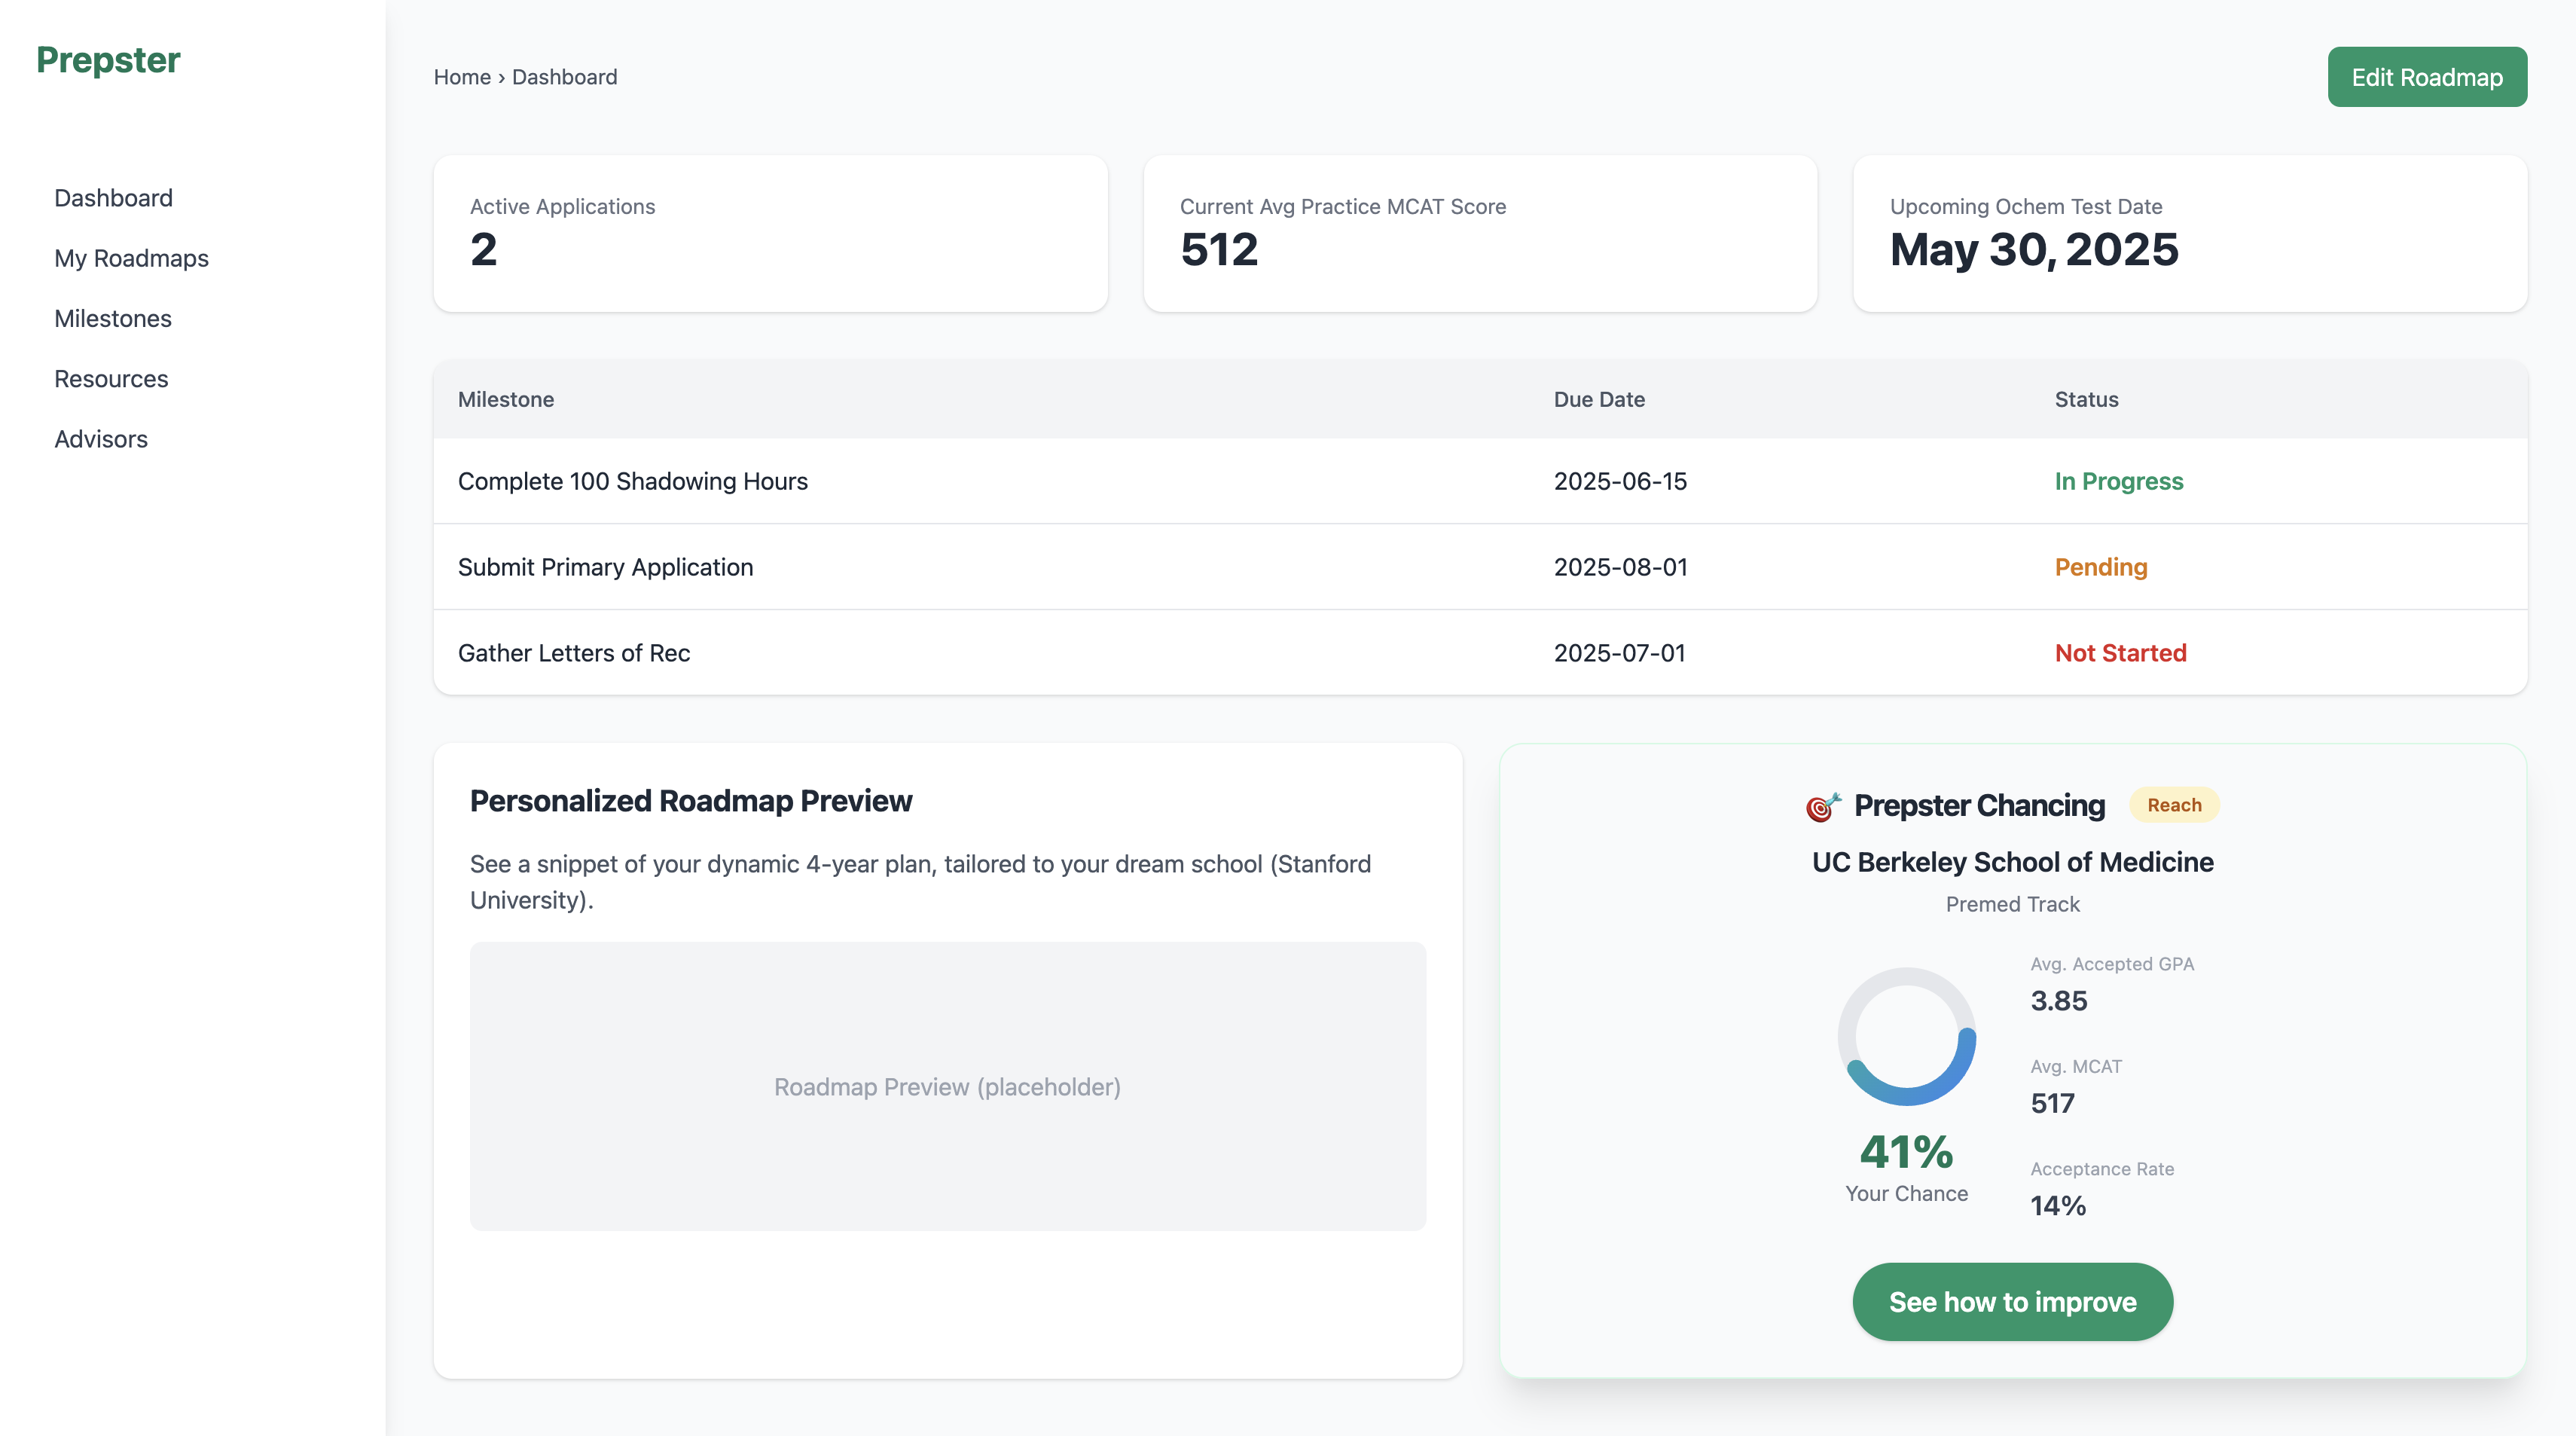 Prepster
Dashboard
My Roadmaps
Milestones
Resources
Advisors
Home › Dashboard
Edit Roadmap
Active Applications
2
Current Avg Practice MCAT Score
512
Upcoming Ochem Test Date
May 30, 2025
Milestone Due Date Status
Complete 100 Shadowing Hours 2025-06-15 In Progress
Submit Primary Application 2025-08-01 Pending
Gather Letters of Rec 2025-07-01 Not Started
Personalized Roadmap Preview
See a snippet of your dynamic 4-year plan, tailored to your dream school (Stanford
University).
Roadmap Preview (placeholder)
Prepster Chancing Reach
UC Berkeley School of Medicine
Premed Track
41%
Your Chance
Avg. Accepted GPA
3.85
Avg. MCAT
517
Acceptance Rate
14%
See how to improve